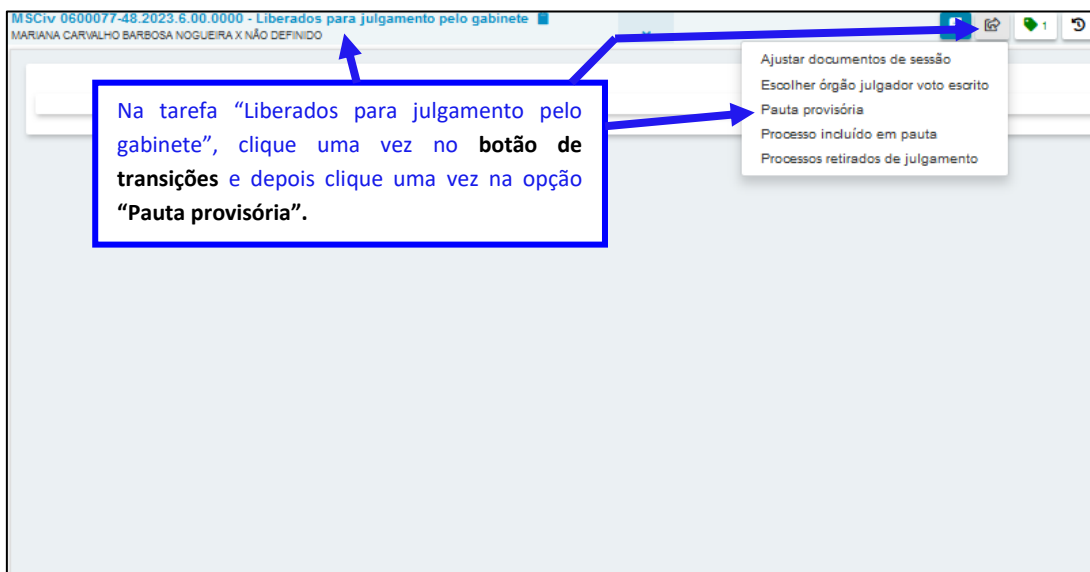 MSCiv 0600077-48.2023.6.00.0000 - Liberados para julgamento pelo gabinete
MARIANA CARVALHO BARBOSA NOGUEIRA X NÃO DEFINIDO
1
Ajustar documentos de sessão
Escolher órgão julgador voto escrito
Pauta provisória
Processo incluído em pauta
Processos retirados de julgamento
Na tarefa “Liberados para julgamento pelo
gabinete”, clique uma vez no botão de
transições e depois clique uma vez na opção
“Pauta provisória”.